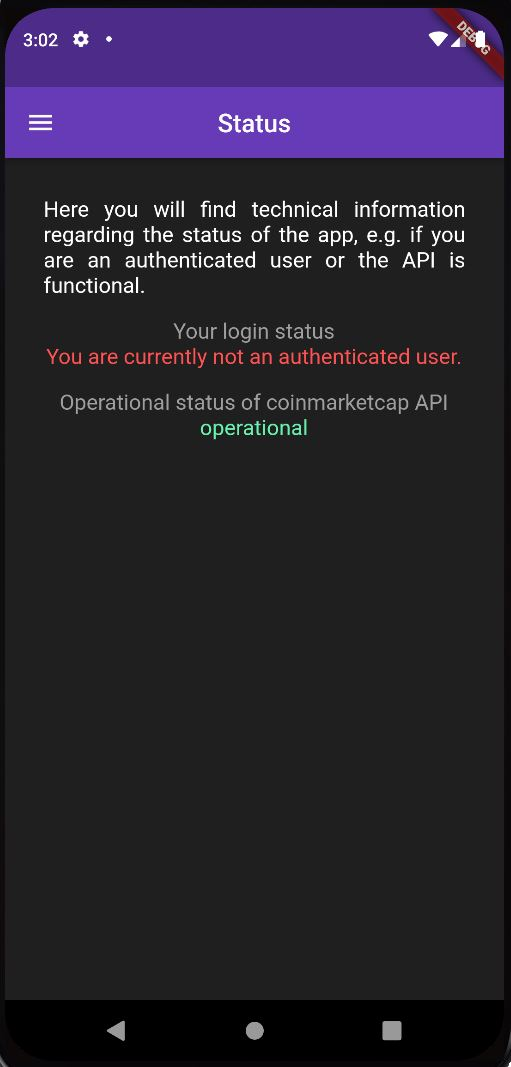 3:02
DEBUG
Status
Here you will find technical information
regarding the status of the app, e.g. if you
are an authenticated user or the API is
functional.
Your login status
You are currently not an authenticated user.
Operational status of coinmarketcap API
operational